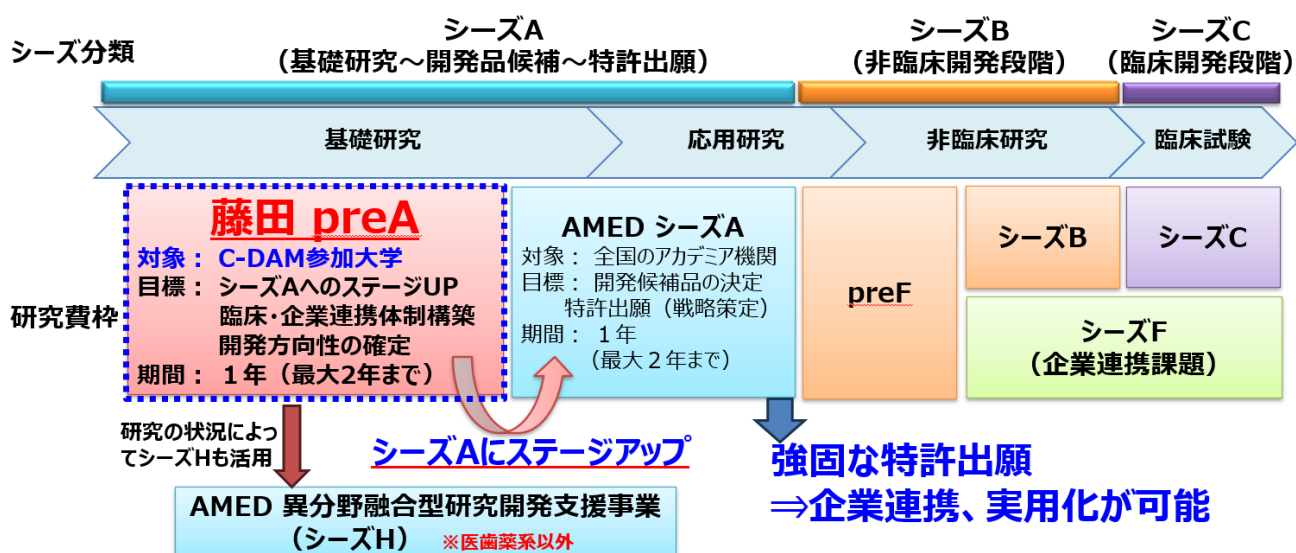 シーズ分類
シーズA
（基礎研究～開発品候補～特許出願）
シーズB
（非臨床開発段階）
シーズC
（臨床開発段階）
基礎研究
応用研究
非臨床研究
臨床試験
研究費枠
藤田 preA
対象： C-DAM参加大学
目標： シーズAへのステージUP
臨床・企業連携体制構築
開発方向性の確定
期間： １年（最大2年まで）
AMED シーズA
対象： 全国のアカデミア機関
目標： 開発候補品の決定
特許出願（戦略策定）
期間： １年
（最大２年まで）
preF
シーズB
シーズC
シーズF
（企業連携課題）
研究の状況によっ
てシーズHも活用
シーズAにステージアップ
強固な特許出願
⇒企業連携、実用化が可能
AMED 異分野融合型研究開発支援事業
（シーズH） ※医歯薬系以外